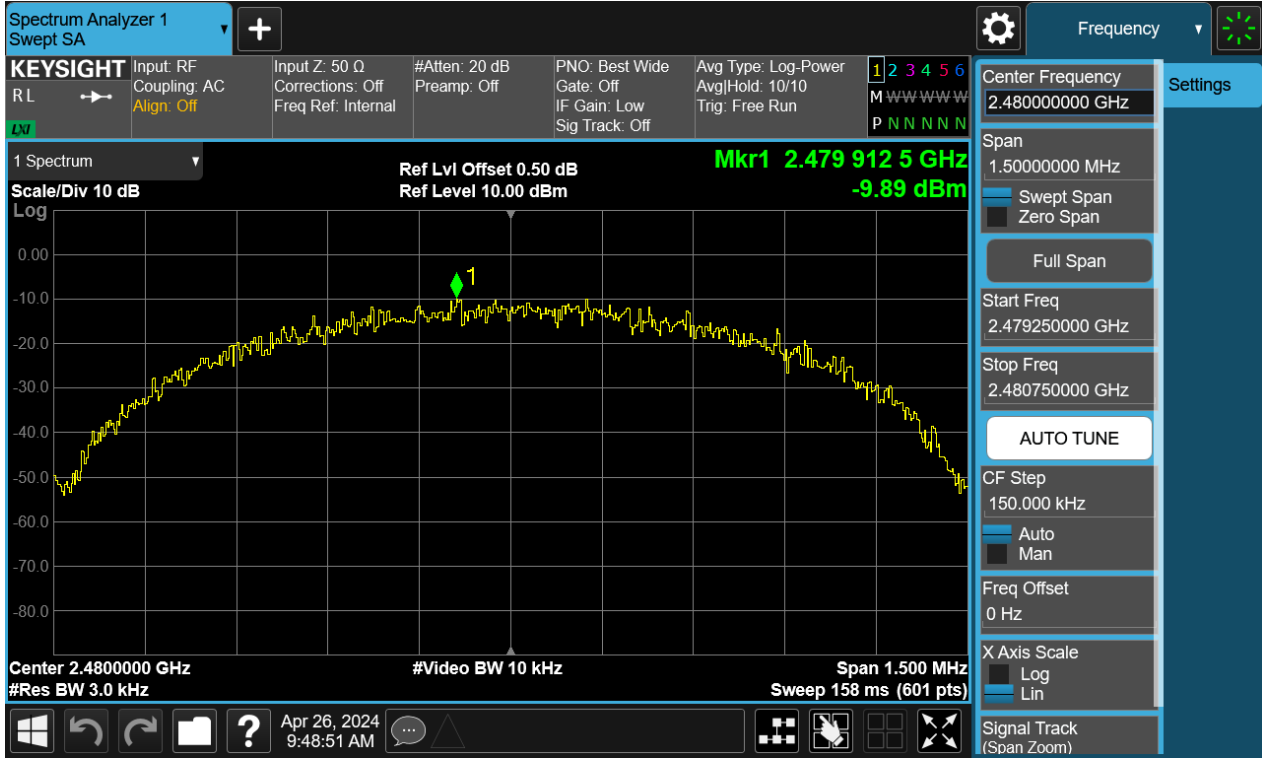 Spectrum Analyzer 1
Swept SA
+
Frequency
KEYSIGHT
R L
LXI
Input: RF
Coupling: AC
Align: Off
Input Z: 50 Ω
Corrections: Off
Freq Ref: Internal
#Atten: 20 dB
Preamp: Off
PNO: Best Wide
Gate: Off
IF Gain: Low
Sig Track: Off
Avg Type: Log-Power
Avg|Hold: 10/10
Trig: Free Run
1 2 3 4 5 6
M W W W W W
P N N N N N
1 Spectrum
Scale/Div 10 dB
Log
Ref Lvl Offset 0.50 dB
Ref Level 10.00 dBm
Mkr1 2.479 912 5 GHz
-9.89 dBm
1
0.00
-10.0
-20.0
-30.0
-40.0
-50.0
-60.0
-70.0
-80.0
Center 2.4800000 GHz
#Res BW 3.0 kHz
#Video BW 10 kHz
Span 1.500 MHz
Sweep 158 ms (601 pts)
Center Frequency
2.480000000 GHz
Settings
Span
1.50000000 MHz
Swept Span
Zero Span
Full Span
Start Freq
2.479250000 GHz
Stop Freq
2.480750000 GHz
AUTO TUNE
CF Step
150.000 kHz
Auto
Man
Freq Offset
0 Hz
X Axis Scale
Log
Lin
Signal Track
(Span Zoom)
?
Apr 26, 2024
9:48:51 AM